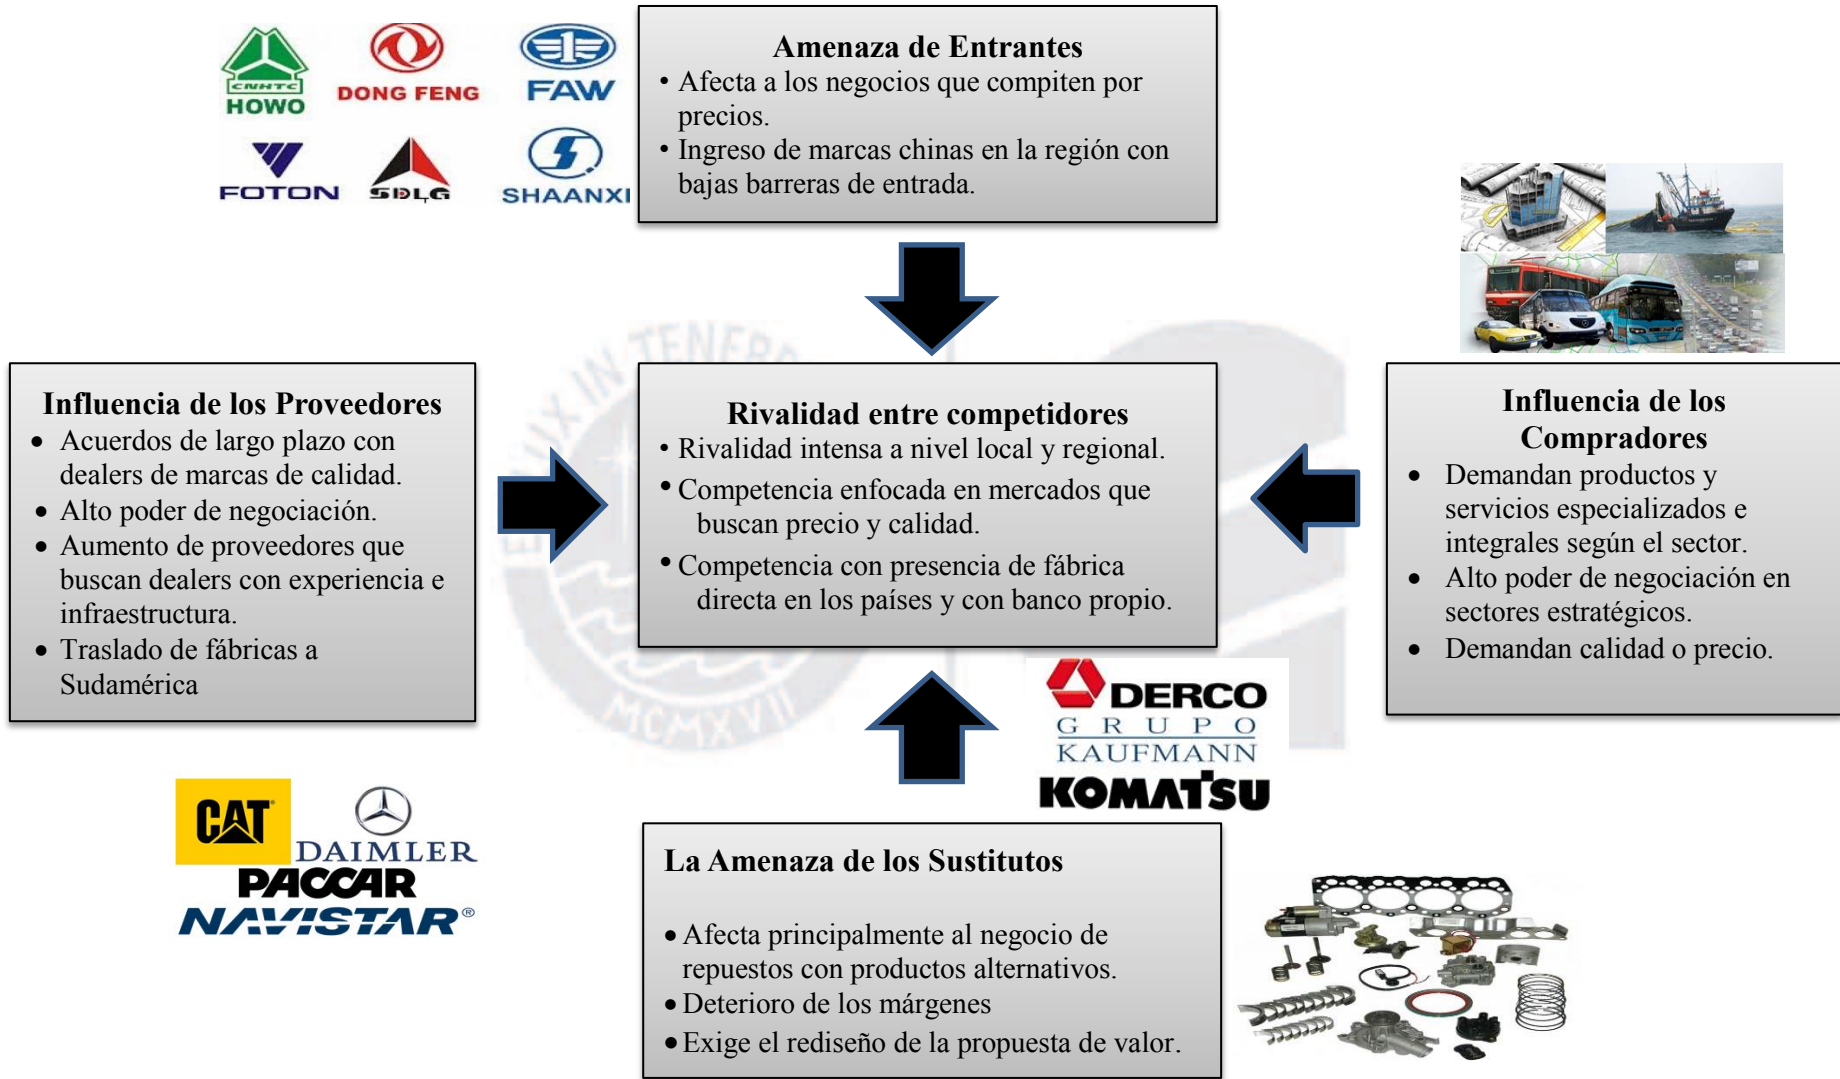 CNHTC
HOWO
DONG FENG
FAW
FOTON
SDLG
SHAANXI
Amenaza de Entrantes
• Afecta a los negocios que compiten por
precios.
• Ingreso de marcas chinas en la región con
bajas barreras de entrada.
Influencia de los Proveedores
• Acuerdos de largo plazo con
dealers de marcas de calidad.
• Alto poder de negociación.
• Aumento de proveedores que
buscan dealers con experiencia e
infraestructura.
• Traslado de fábricas a
Sudamérica
Rivalidad entre competidores
• Rivalidad intensa a nivel local y regional.
• Competencia enfocada en mercados que
buscan precio y calidad.
• Competencia con presencia de fábrica
directa en los países y con banco propio.
Influencia de los
Compradores
• Demandan productos y
servicios especializados e
integrales según el sector.
• Alto poder de negociación en
sectores estratégicos.
• Demandan calidad o precio.
TENEBR
MCMXVII
DERCO
GRUPO
KAUFMANN
KOMATSU
CAT
DAIMLER
PACCAR
NAVISTAR®
La Amenaza de los Sustitutos
• Afecta principalmente al negocio de
repuestos con productos alternativos.
• Deterioro de los márgenes
• Exige el rediseño de la propuesta de valor.